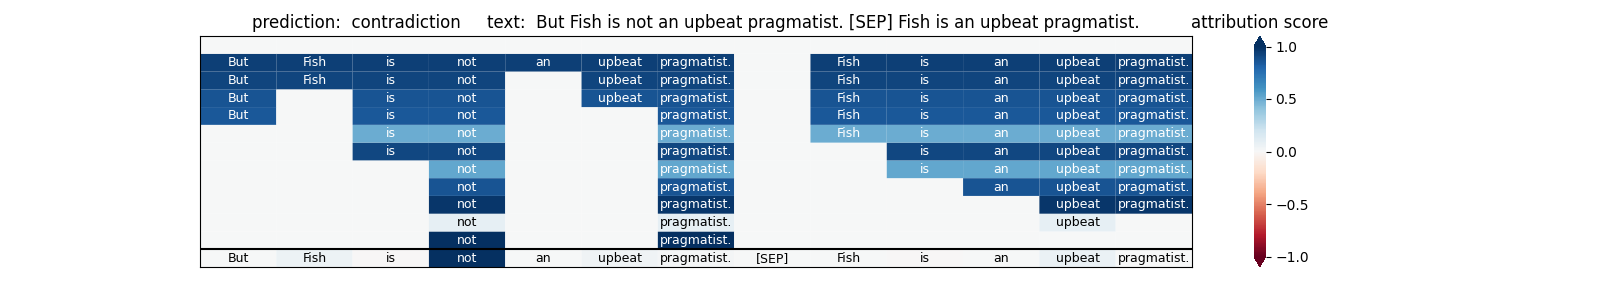 prediction:  contradiction     text:  But Fish is not an upbeat pragmatist. [SEP] Fish is an upbeat pragmatist.
attribution score
But Fish is not an upbeat pragmatist. Fish is an upbeat pragmatist.
But Fish is not upbeat pragmatist. Fish is an upbeat pragmatist.
But is not upbeat pragmatist. Fish is an upbeat pragmatist.
But is not pragmatist. Fish is an upbeat pragmatist.
is not pragmatist. Fish is an upbeat pragmatist.
is not pragmatist. is an upbeat pragmatist.
not pragmatist. is an upbeat pragmatist.
not pragmatist. an upbeat pragmatist.
not pragmatist. upbeat pragmatist.
not pragmatist. upbeat
not pragmatist.
But Fish is not an upbeat pragmatist. [SEP] Fish is an upbeat pragmatist.
1.0
0.5
0.0
−0.5
−1.0